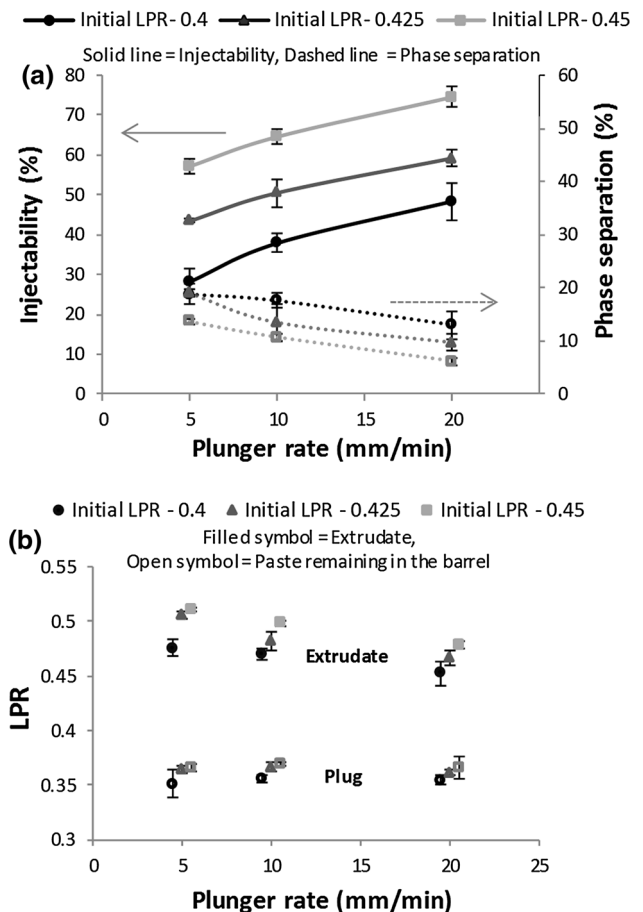 Initial LPR- 0.4 Initial LPR- 0.425 Initial LPR- 0.45
Solid line = Injectability, Dashed line = Phase separation
(a)
80
70
60
50
40
30
20
10
0
Injectability (%)
60
50
40
30
20
10
0
Phase separation (%)
0 5 10 15 20
Plunger rate (mm/min)
Initial LPR - 0.4 Initial LPR - 0.425 Initial LPR - 0.45
(b)
Filled symbol = Extrudate,
Open symbol= Paste remaining in the barrel
0.55
0.5
0.45
0.4
0.35
0.3
LPR
Extrudate
Plug
0 5 10 15 20 25
Plunger rate (mm/min)